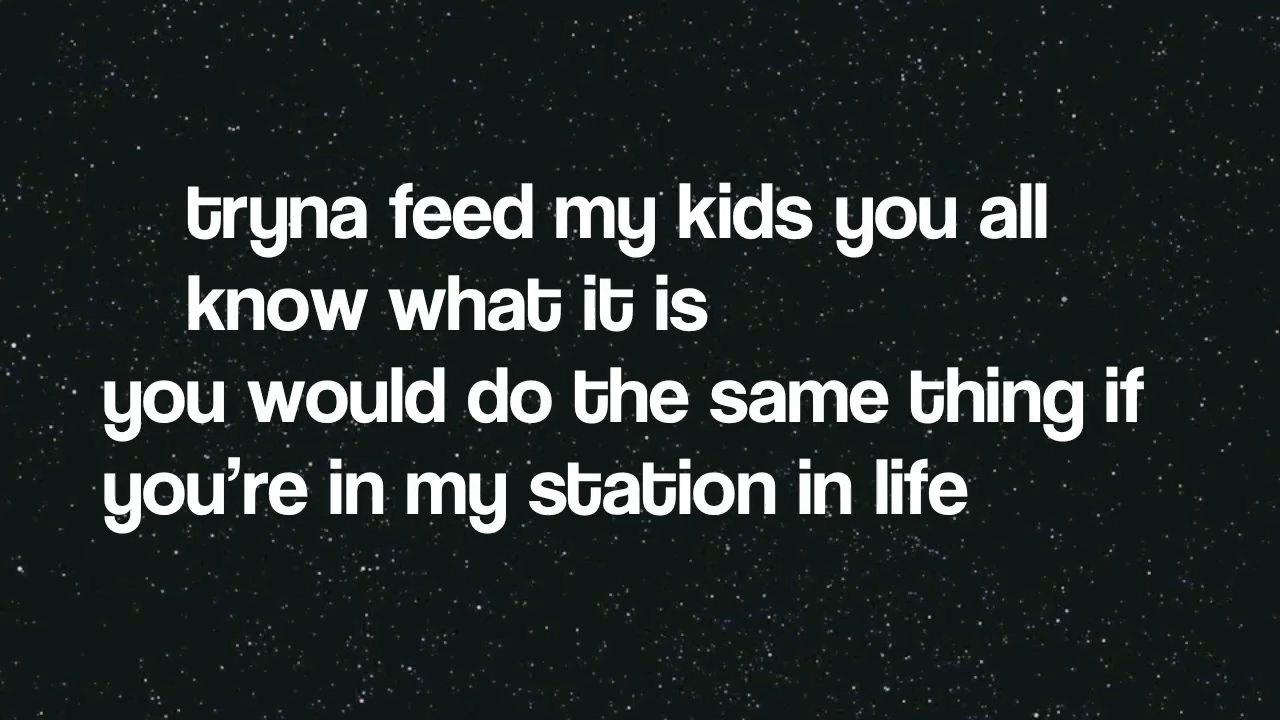 tryna feed my kids you all
know what it is
you would do the same thing if
you’re in my station in life